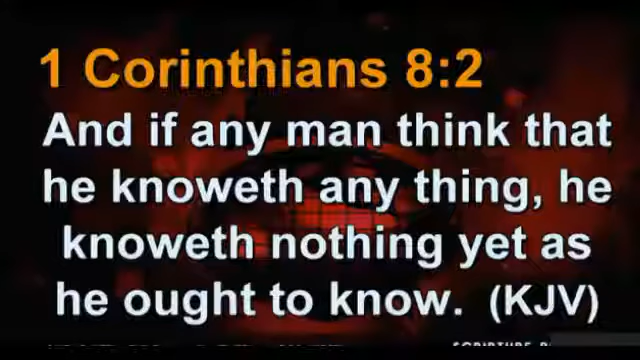 1 Corinthians 8:2
And if any man think that
he knoweth any thing, he
knoweth nothing yet as
he ought to know. (KJV)